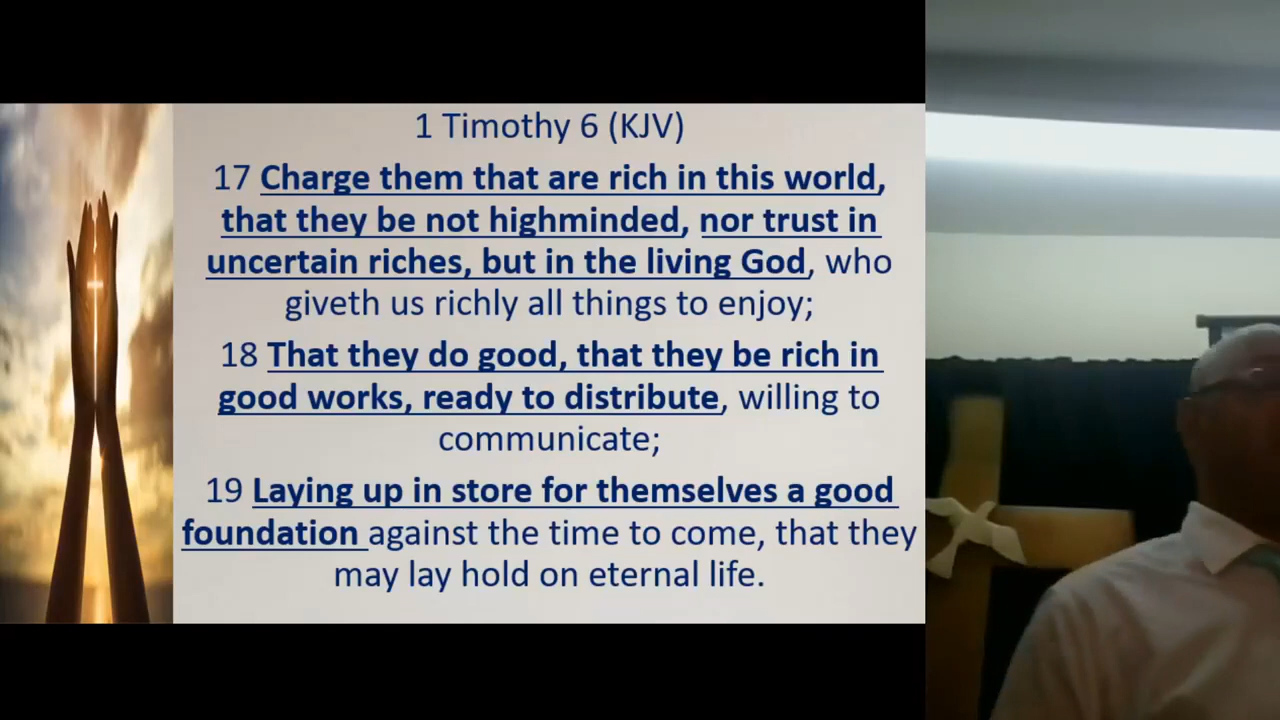 1 Timothy 6 (KJV)
17 Charge them that are rich in this world,
that they be not highminded, nor trust in
uncertain riches, but in the living God, who
giveth us richly all things to enjoy;
18 That they do good, that they be rich in
good works, ready to distribute, willing to
communicate;
19 Laying up in store for themselves a good
foundation against the time to come, that they
may lay hold on eternal life.